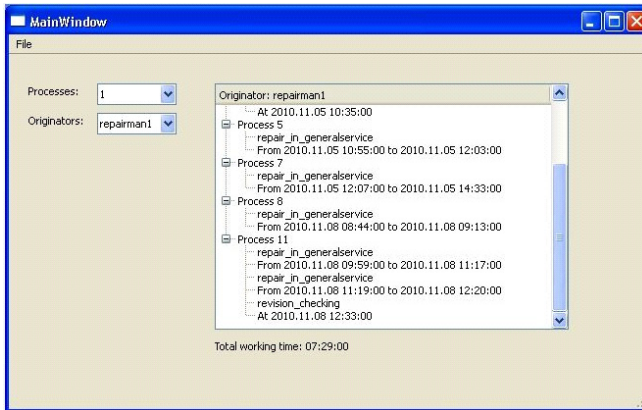 MainWindow
File
Processes:
1
Originators:
repairman1
Originator: repairman1
At 2010.11.05 10:35:00
Process 5
repair_in_generalservice
From 2010.11.05 10:55:00 to 2010.11.05 12:03:00
Process 7
repair_in_generalservice
From 2010.11.05 12:07:00 to 2010.11.05 14:33:00
Process 8
repair_in_generalservice
From 2010.11.08 08:44:00 to 2010.11.08 09:13:00
Process 11
repair_in_generalservice
From 2010.11.08 09:59:00 to 2010.11.08 11:17:00
repair_in_generalservice
From 2010.11.08 11:19:00 to 2010.11.08 12:20:00
revision_checking
At 2010.11.08 12:33:00
Total working time: 07:29:00